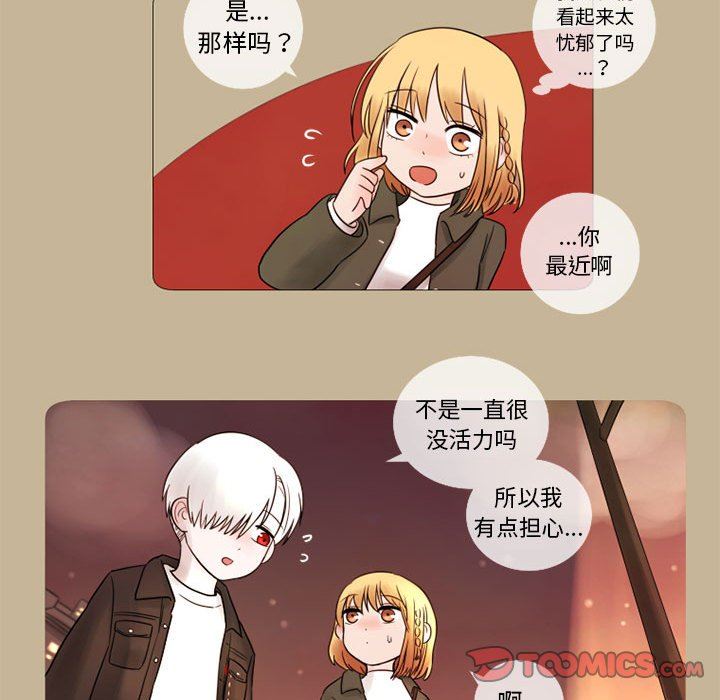 是...
那样吗？
看起来太
忧郁了吗
...？
...你
最近啊
不是一直很
没活力吗
所以我
有点担心...
啊
TOOMICS.COM